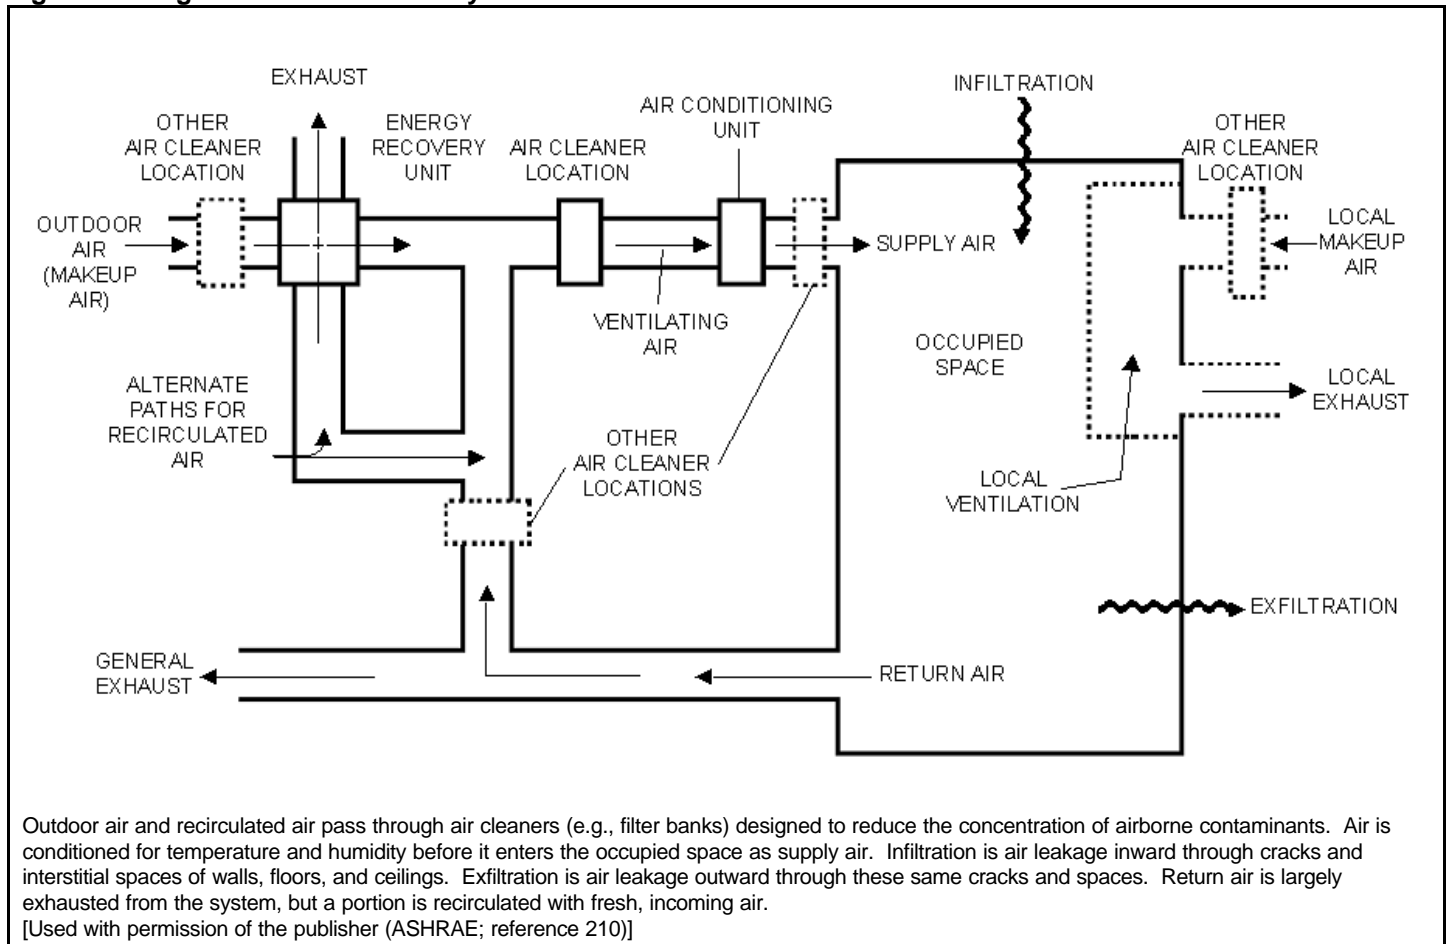 EXHAUST
INFILTRATION
AIR CONDITIONING
UNIT
OTHER
AIR CLEANER
LOCATION
ENERGY
RECOVERY
UNIT
AIR CLEANER
LOCATION
OTHER
AIR CLEANER
LOCATION
OUTDOOR
AIR
(MAKEUP
AIR)
SUPPLY AIR
LOCAL
MAKEUP
AIR
VENTILATING
AIR
OCCUPIED
SPACE
ALTERNATE
PATHS FOR
RECIRCULATED
AIR
LOCAL
EXHAUST
OTHER
AIR CLEANER
LOCATIONS
LOCAL
VENTILATION
EXFILTRATION
GENERAL
EXHAUST
RETURN AIR
Outdoor air and recirculated air pass through air cleaners (e.g., filter banks) designed to reduce the concentration of airborne contaminants.  Air is
conditioned for temperature and humidity before it enters the occupied space as supply air.  Infiltration is air leakage inward through cracks and
interstitial spaces of walls, floors, and ceilings.  Exfiltration is air leakage outward through these same cracks and spaces.  Return air is largely
exhausted from the system, but a portion is recirculated with fresh, incoming air.
[Used with permission of the publisher (ASHRAE; reference 210)]